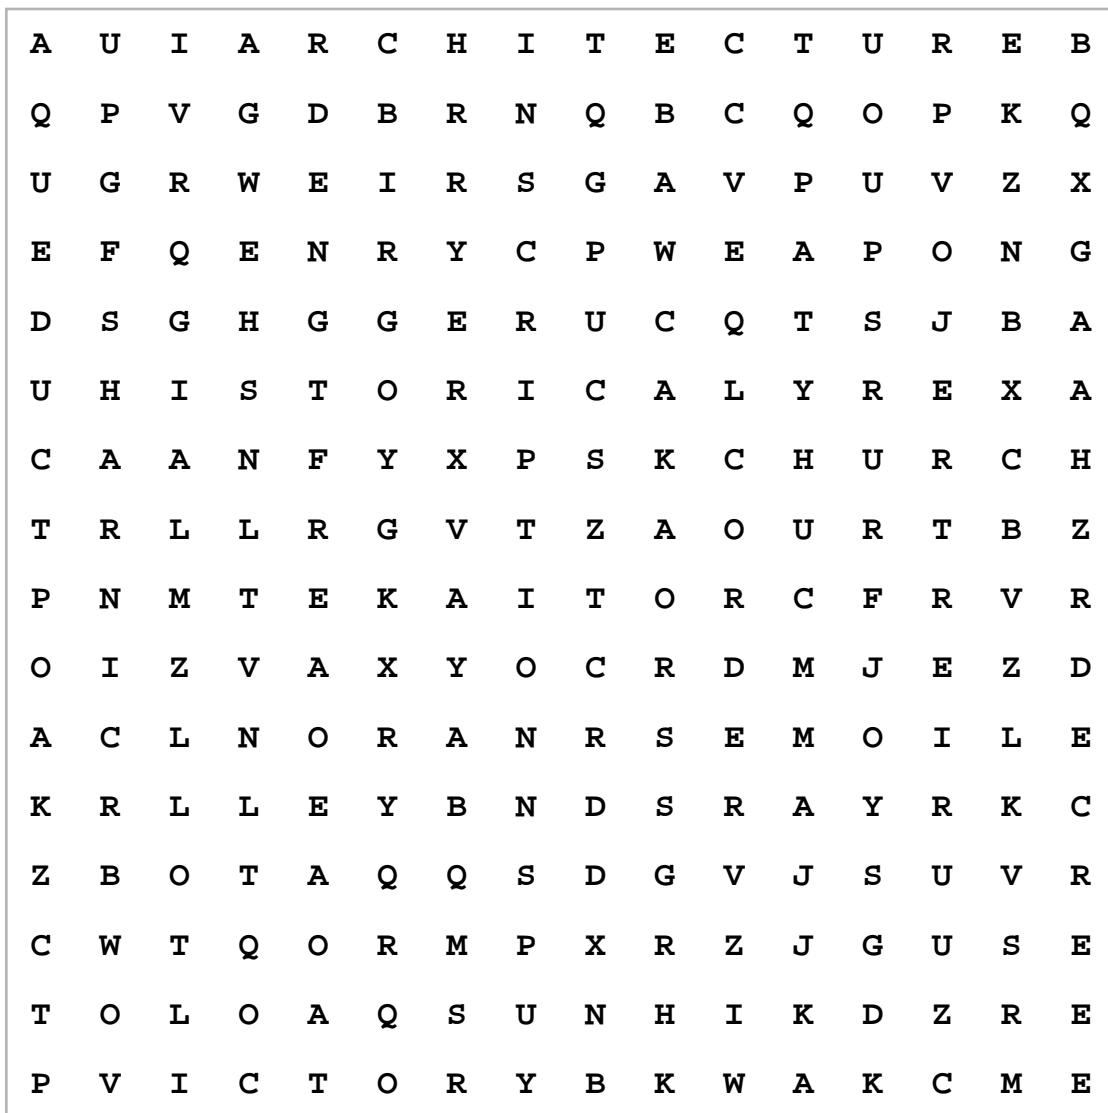 A U I A R C H I T E C T U R E B
Q P V G D B R N Q B C Q O P K Q
U G R W E I R S G A V P U V Z X
E F Q E N R Y C P W E A P O N G
D S G H G G E R U C Q T S J B A
U H I S T O R I C A L Y R E X A
C A A N F Y X P S K C H U R C H
T R L L R G V T Z A O U R T B Z
P N M T E K A I T O R C F R V R
O I Z V A X Y O C R D M J E Z D
A C L N O R A N R S E M O I L E
K R L L E Y B N D S R A Y R K C
Z B O T A Q Q S D G V J S U V R
C W T Q O R M P X R Z J G U S E
T O L O A Q S U N H I K D Z R E
P V I C T O R Y B K W A K C M E